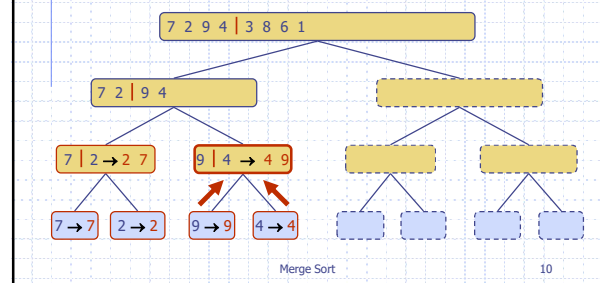 7 2 9 4 | 3 8 6 1
7 2 | 9 4
7 | 2 → 2 7
9 | 4 → 4 9
7 → 7
2 → 2
9 → 9
4 → 4
Merge Sort
10